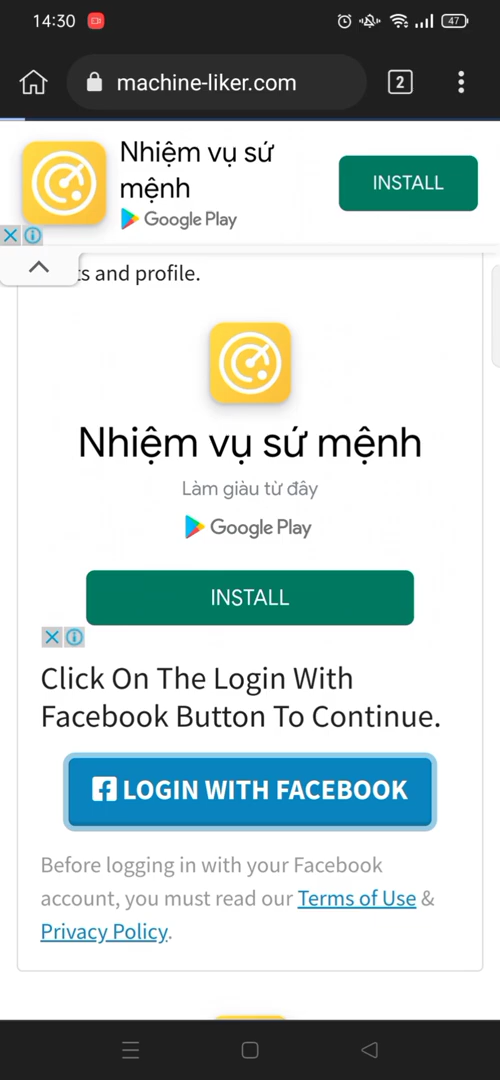 14:30
47
machine-liker.com
2
Nhiệm vụ sứ
mệnh
Google Play
INSTALL
ts and profile.
Nhiệm vụ sứ mệnh
Làm giàu từ đây
Google Play
INSTALL
Click On The Login With
Facebook Button To Continue.
LOGIN WITH FACEBOOK
Before logging in with your Facebook
account, you must read our Terms of Use &
Privacy Policy.